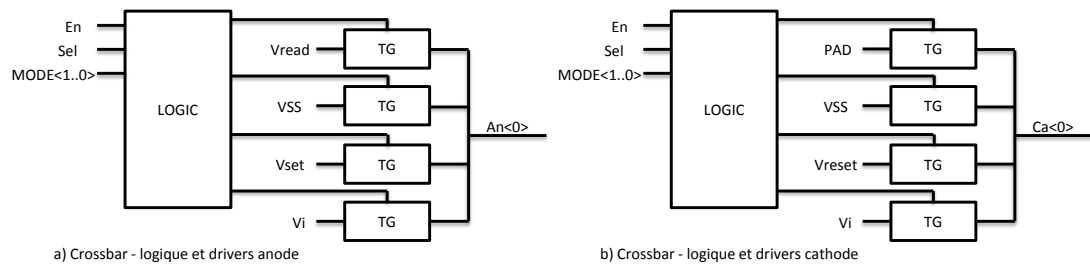 En
Sel
MODE<1..0>
LOGIC
Vread
TG
VSS
TG
Vset
TG
Vi
TG
An<0>
a) Crossbar - logique et drivers anode
En
Sel
MODE<1..0>
LOGIC
PAD
TG
VSS
TG
Vreset
TG
Vi
TG
Ca<0>
b) Crossbar - logique et drivers cathode